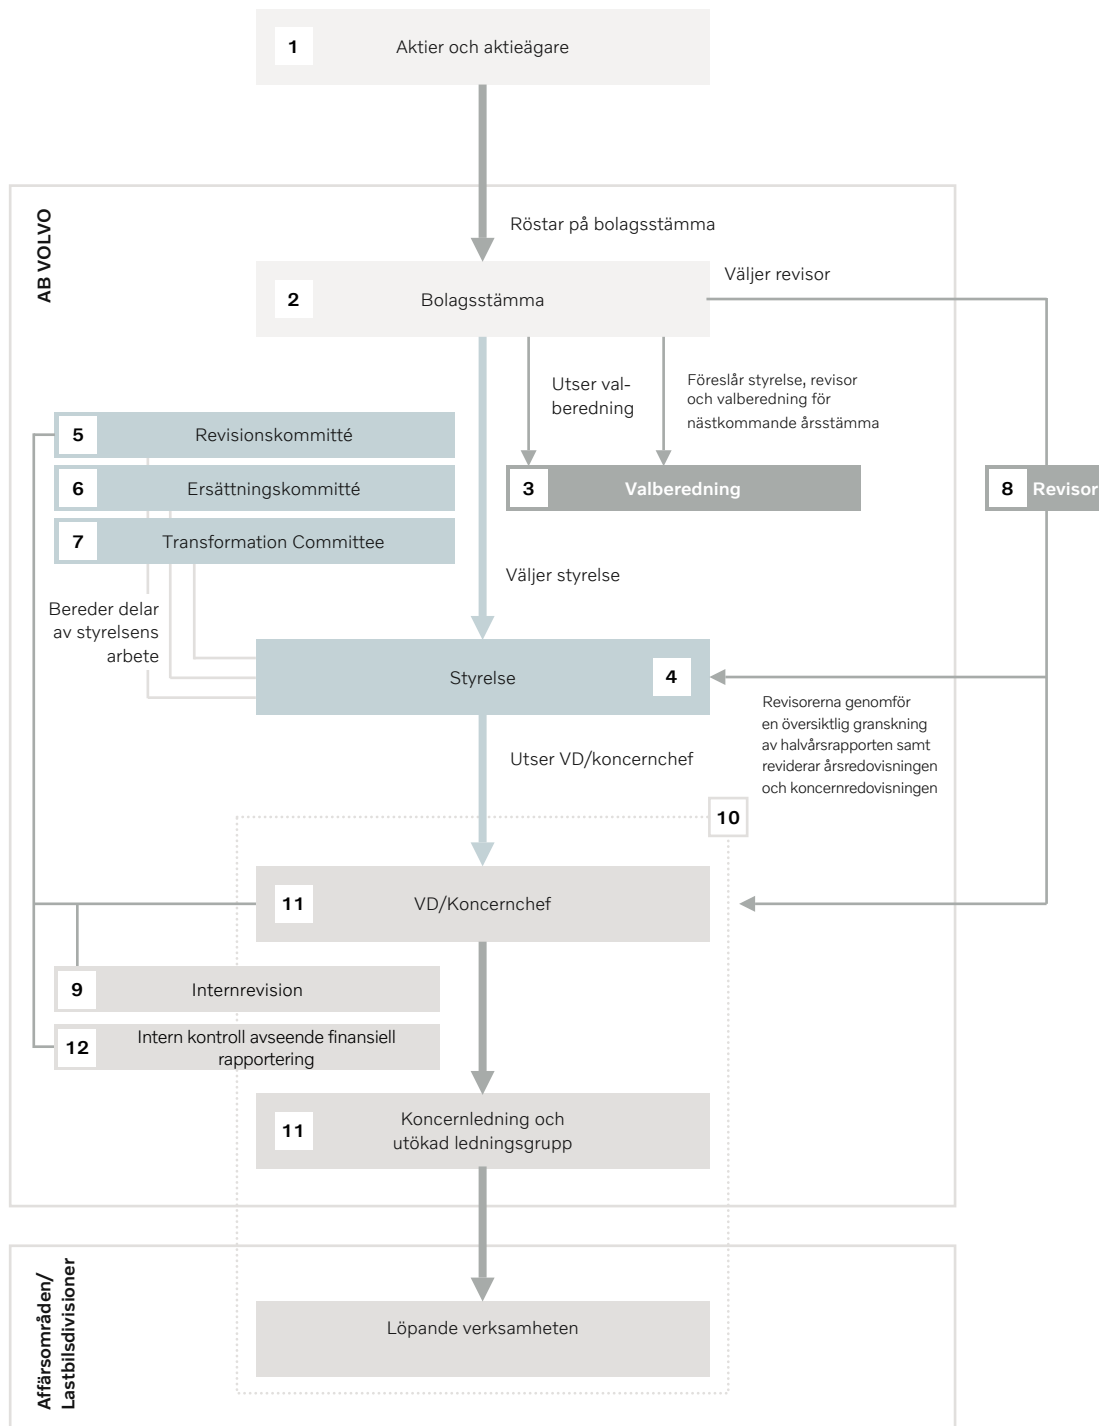 1
Aktier och aktieägare
AB VOLVO
Röstar på bolagsstämma
Väljer revisor
2
Bolagsstämma
Utser val-
beredning
Föreslår styrelse, revisor
och valberedning för
nästkommande årsstämma
5
Revisionskommitté
6
Ersättningskommitté
7
Transformation Committee
3
Valberedning
8
Revisor
Väljer styrelse
Bereder delar
av styrelsens
arbete
Styrelse
4
Revisorerna genomför
en översiktlig granskning
av halvårsrapporten samt
reviderar årsredovisningen
och koncernredovisningen
Utser VD/koncernchef
10
11
VD/Koncernchef
9
Internrevision
12
Intern kontroll avseende finansiell
rapportering
11
Koncernledning och
utökad ledningsgrupp
Affärsområden/
Lastbilsdivisioner
Löpande verksamheten